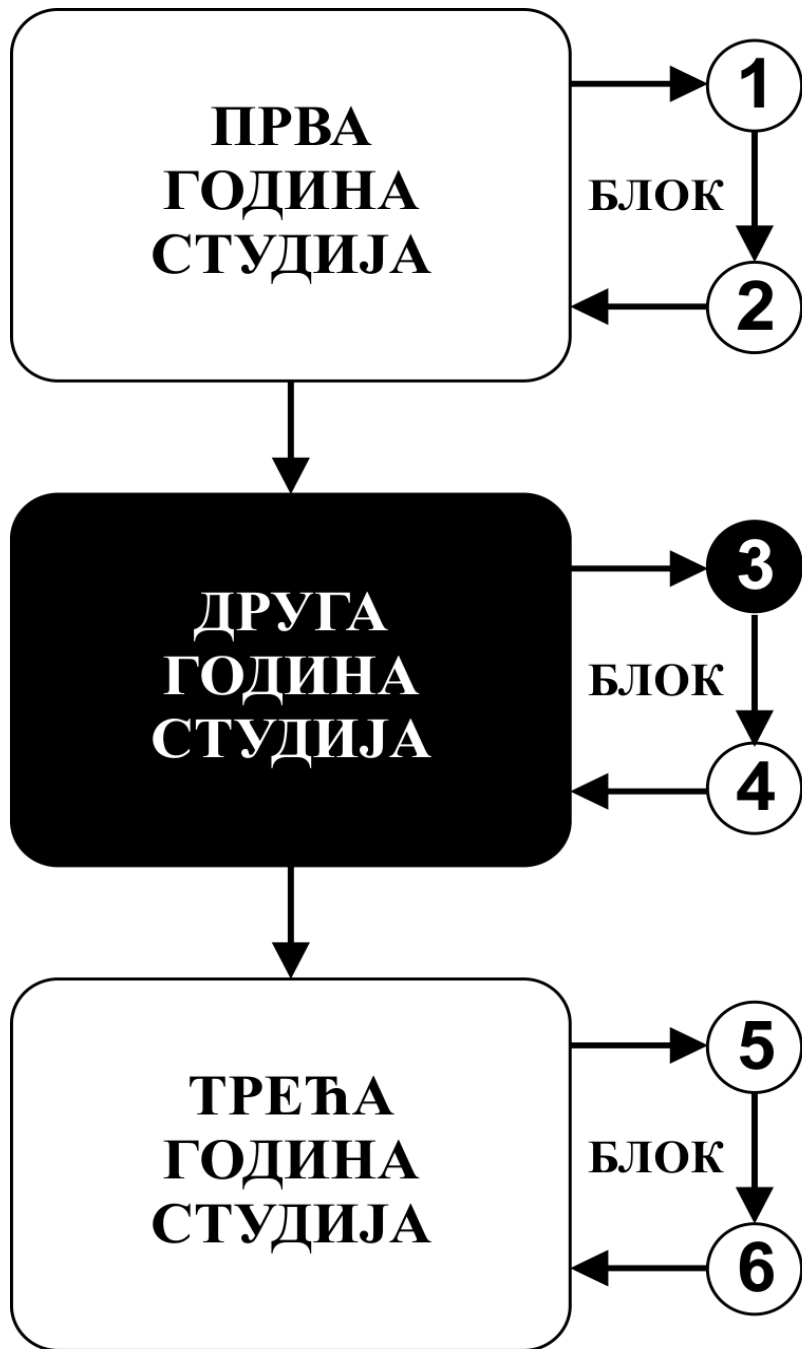 ПРВА
ГОДИНА
СТУДИЈА
1
БЛОК
2
ДРУГА
ГОДИНА
СТУДИЈА
3
БЛОК
4
ТРЕЋА
ГОДИНА
СТУДИЈА
5
БЛОК
6